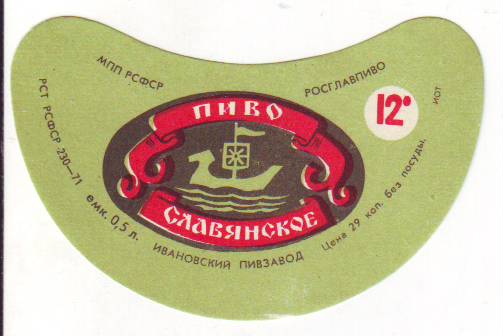 МПП РСФСР
РОСГЛАВПИВО
РСТ РСФСР-230—71
емк. 0,5 л.
ПИВО
СЛАВЯНСКОЕ
12°
ИВАНОВСКИЙ ПИВЗАВОД
Цена 29 коп. без посуды.
ИОТ